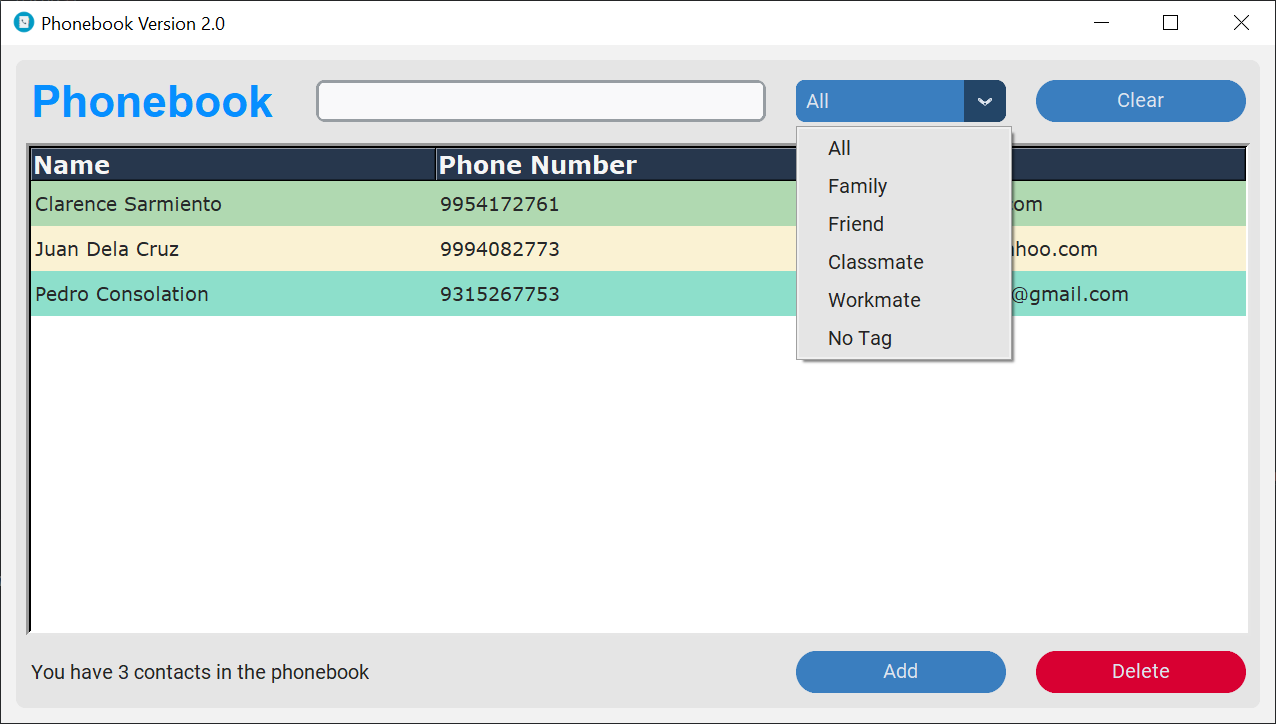 Phonebook Version 2.0
Phonebook
All
Clear
Name Phone Number
All
Family
Friend
Classmate
Workmate
No Tag
Clarence Sarmiento 9954172761 om
Juan Dela Cruz 9994082773 hoo.com
Pedro Consolation 9315267753 @gmail.com
You have 3 contacts in the phonebook
Add
Delete